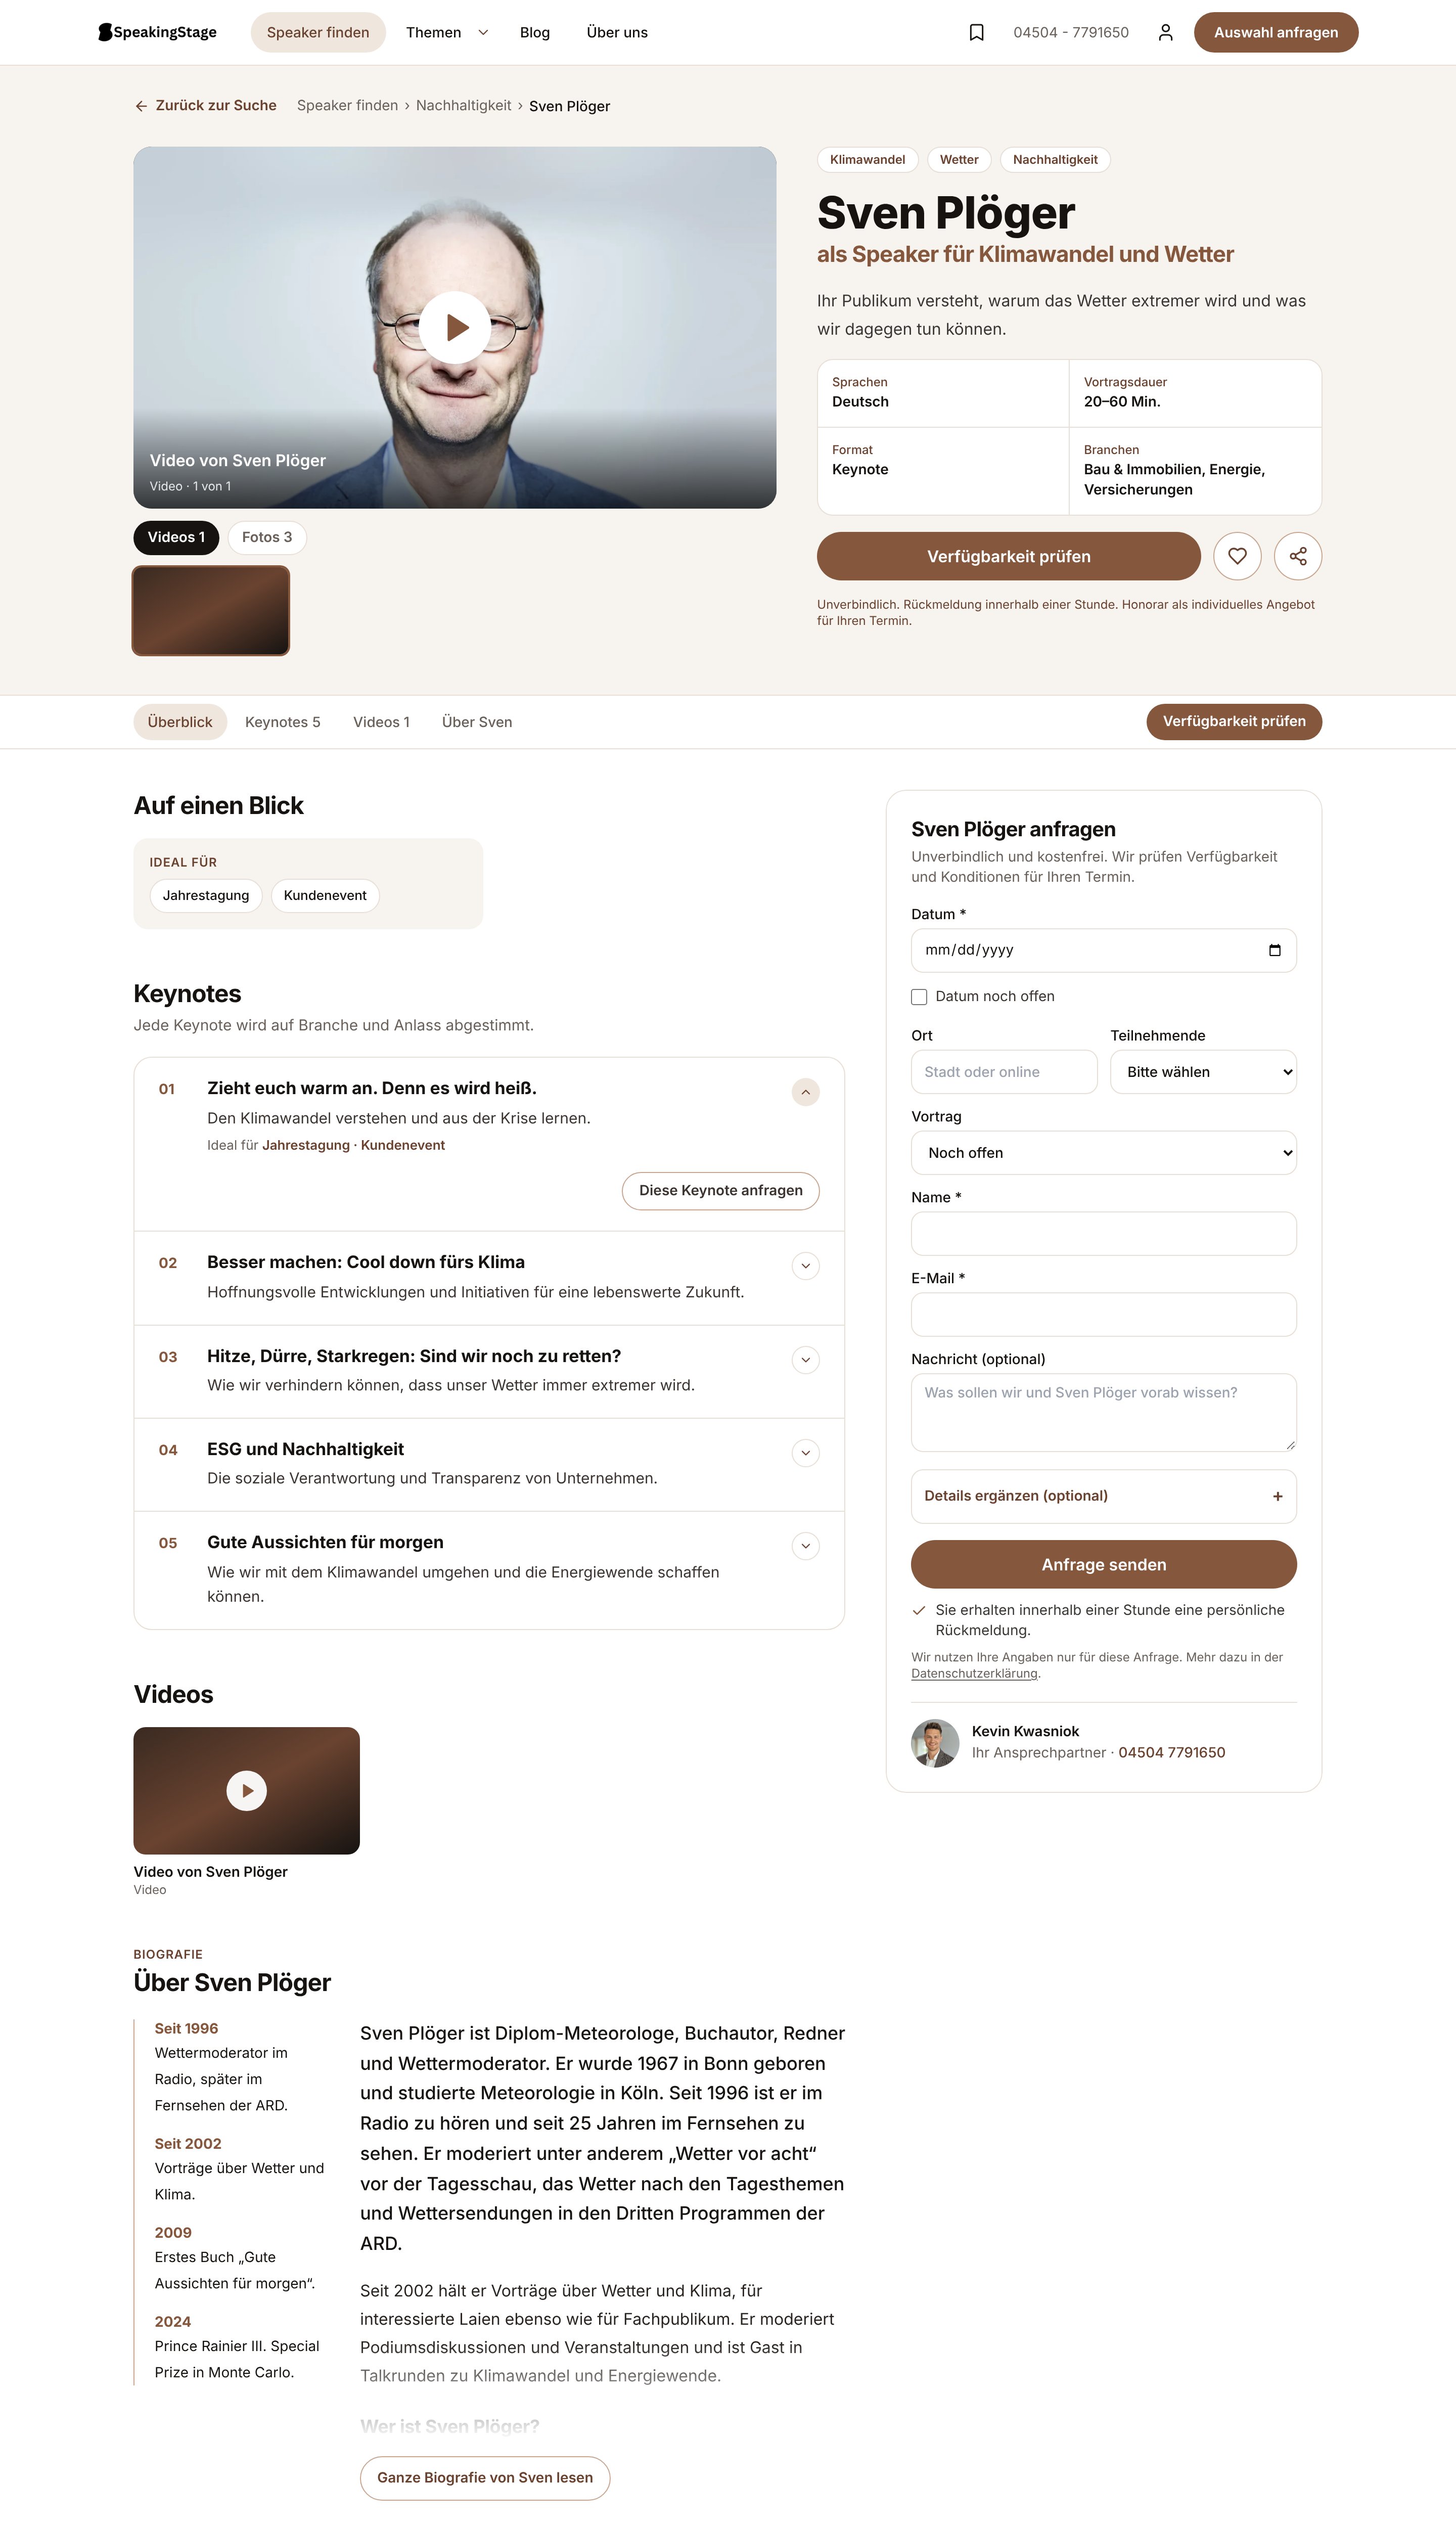 SpeakingStage
Speaker finden
Themen
Blog
Über uns
04504 - 7791650
Auswahl anfragen
Zurück zur Suche
Speaker finden › Nachhaltigkeit › Sven Plöger
Video von Sven Plöger
Video · 1 von 1
Videos 1
Fotos 3
Klimawandel
Wetter
Nachhaltigkeit
Sven Plöger
als Speaker für Klimawandel und Wetter
Ihr Publikum versteht, warum das Wetter extremer wird und was
wir dagegen tun können.
Sprachen
Deutsch
Vortragsdauer
20–60 Min.
Format
Keynote
Branchen
Bau & Immobilien, Energie,
Versicherungen
Verfügbarkeit prüfen
Unverbindlich. Rückmeldung innerhalb einer Stunde. Honorar als individuelles Angebot
für Ihren Termin.
Überblick
Keynotes 5
Videos 1
Über Sven
Verfügbarkeit prüfen
Auf einen Blick
IDEAL FÜR
Jahrestagung
Kundenevent
Keynotes
Jede Keynote wird auf Branche und Anlass abgestimmt.
01
Zieht euch warm an. Denn es wird heiß.
Den Klimawandel verstehen und aus der Krise lernen.
Ideal für Jahrestagung · Kundenevent
Diese Keynote anfragen
02
Besser machen: Cool down fürs Klima
Hoffnungsvolle Entwicklungen und Initiativen für eine lebenswerte Zukunft.
03
Hitze, Dürre, Starkregen: Sind wir noch zu retten?
Wie wir verhindern können, dass unser Wetter immer extremer wird.
04
ESG und Nachhaltigkeit
Die soziale Verantwortung und Transparenz von Unternehmen.
05
Gute Aussichten für morgen
Wie wir mit dem Klimawandel umgehen und die Energiewende schaffen
können.
Videos
Video von Sven Plöger
Video
BIOGRAFIE
Über Sven Plöger
Seit 1996
Wettermoderator im
Radio, später im
Fernsehen der ARD.
Seit 2002
Vorträge über Wetter und
Klima.
2009
Erstes Buch „Gute
Aussichten für morgen“.
2024
Prince Rainier III. Special
Prize in Monte Carlo.
Sven Plöger ist Diplom-Meteorologe, Buchautor, Redner
und Wettermoderator. Er wurde 1967 in Bonn geboren
und studierte Meteorologie in Köln. Seit 1996 ist er im
Radio zu hören und seit 25 Jahren im Fernsehen zu
sehen. Er moderiert unter anderem „Wetter vor acht“
vor der Tagesschau, das Wetter nach den Tagesthemen
und Wettersendungen in den Dritten Programmen der
ARD.
Seit 2002 hält er Vorträge über Wetter und Klima, für
interessierte Laien ebenso wie für Fachpublikum. Er moderiert
Podiumsdiskussionen und Veranstaltungen und ist Gast in
Talkrunden zu Klimawandel und Energiewende.
Wer ist Sven Plöger?
Ganze Biografie von Sven lesen
Sven Plöger anfragen
Unverbindlich und kostenfrei. Wir prüfen Verfügbarkeit
und Konditionen für Ihren Termin.
Datum *
mm/dd/yyyy
Datum noch offen
Ort
Stadt oder online
Teilnehmende
Bitte wählen
Vortrag
Noch offen
Name *
E-Mail *
Nachricht (optional)
Was sollen wir und Sven Plöger vorab wissen?
Details ergänzen (optional) +
Anfrage senden
Sie erhalten innerhalb einer Stunde eine persönliche
Rückmeldung.
Wir nutzen Ihre Angaben nur für diese Anfrage. Mehr dazu in der
Datenschutzerklärung.
Kevin Kwasniok
Ihr Ansprechpartner · 04504 7791650